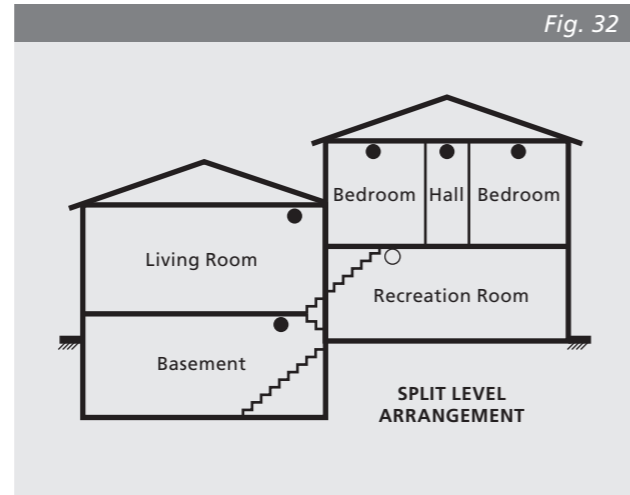 Fig. 32
Bedroom Hall Bedroom
Living Room
Recreation Room
Basement
SPLIT LEVEL
ARRANGEMENT